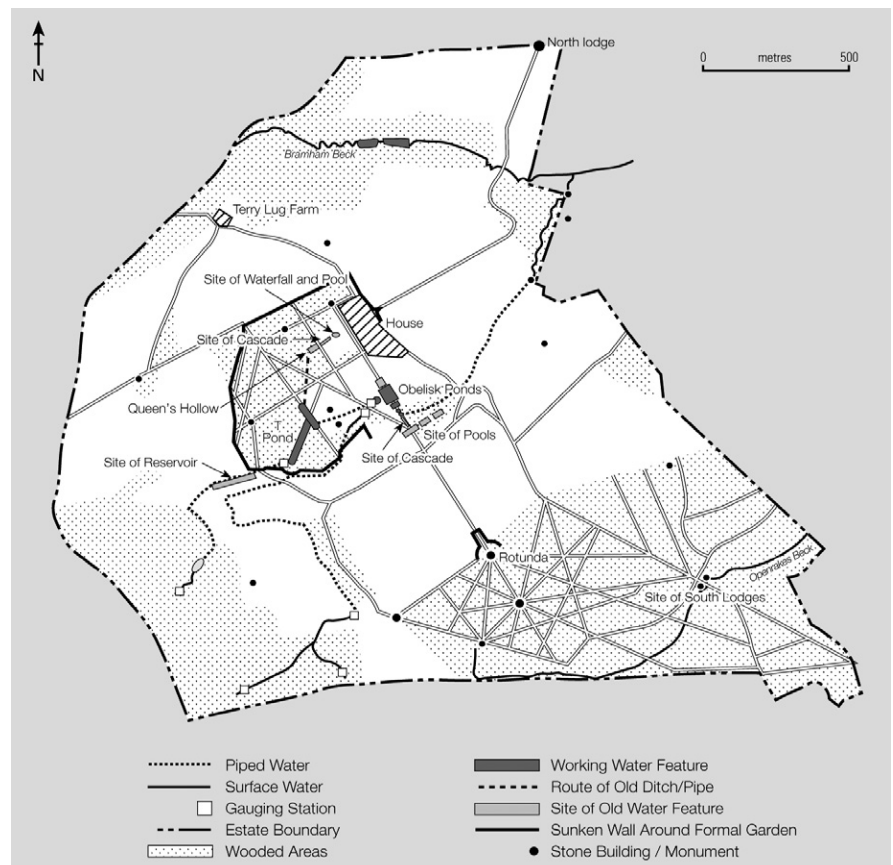 North lodge
0 metres 500
N
Bramham Beck
Terry Lug Farm
Site of Waterfall and Pool
House
Site of Cascade
Queen's Hollow
Obelisk Ponds
T
Pond
Site of Pools
Site of Cascade
Site of Reservoir
Rotunda
Openrakes Beck
Site of South Lodges
Piped Water
Surface Water
Gauging Station
Estate Boundary
Wooded Areas
Working Water Feature
Route of Old Ditch/Pipe
Site of Old Water Feature
Sunken Wall Around Formal Garden
Stone Building / Monument